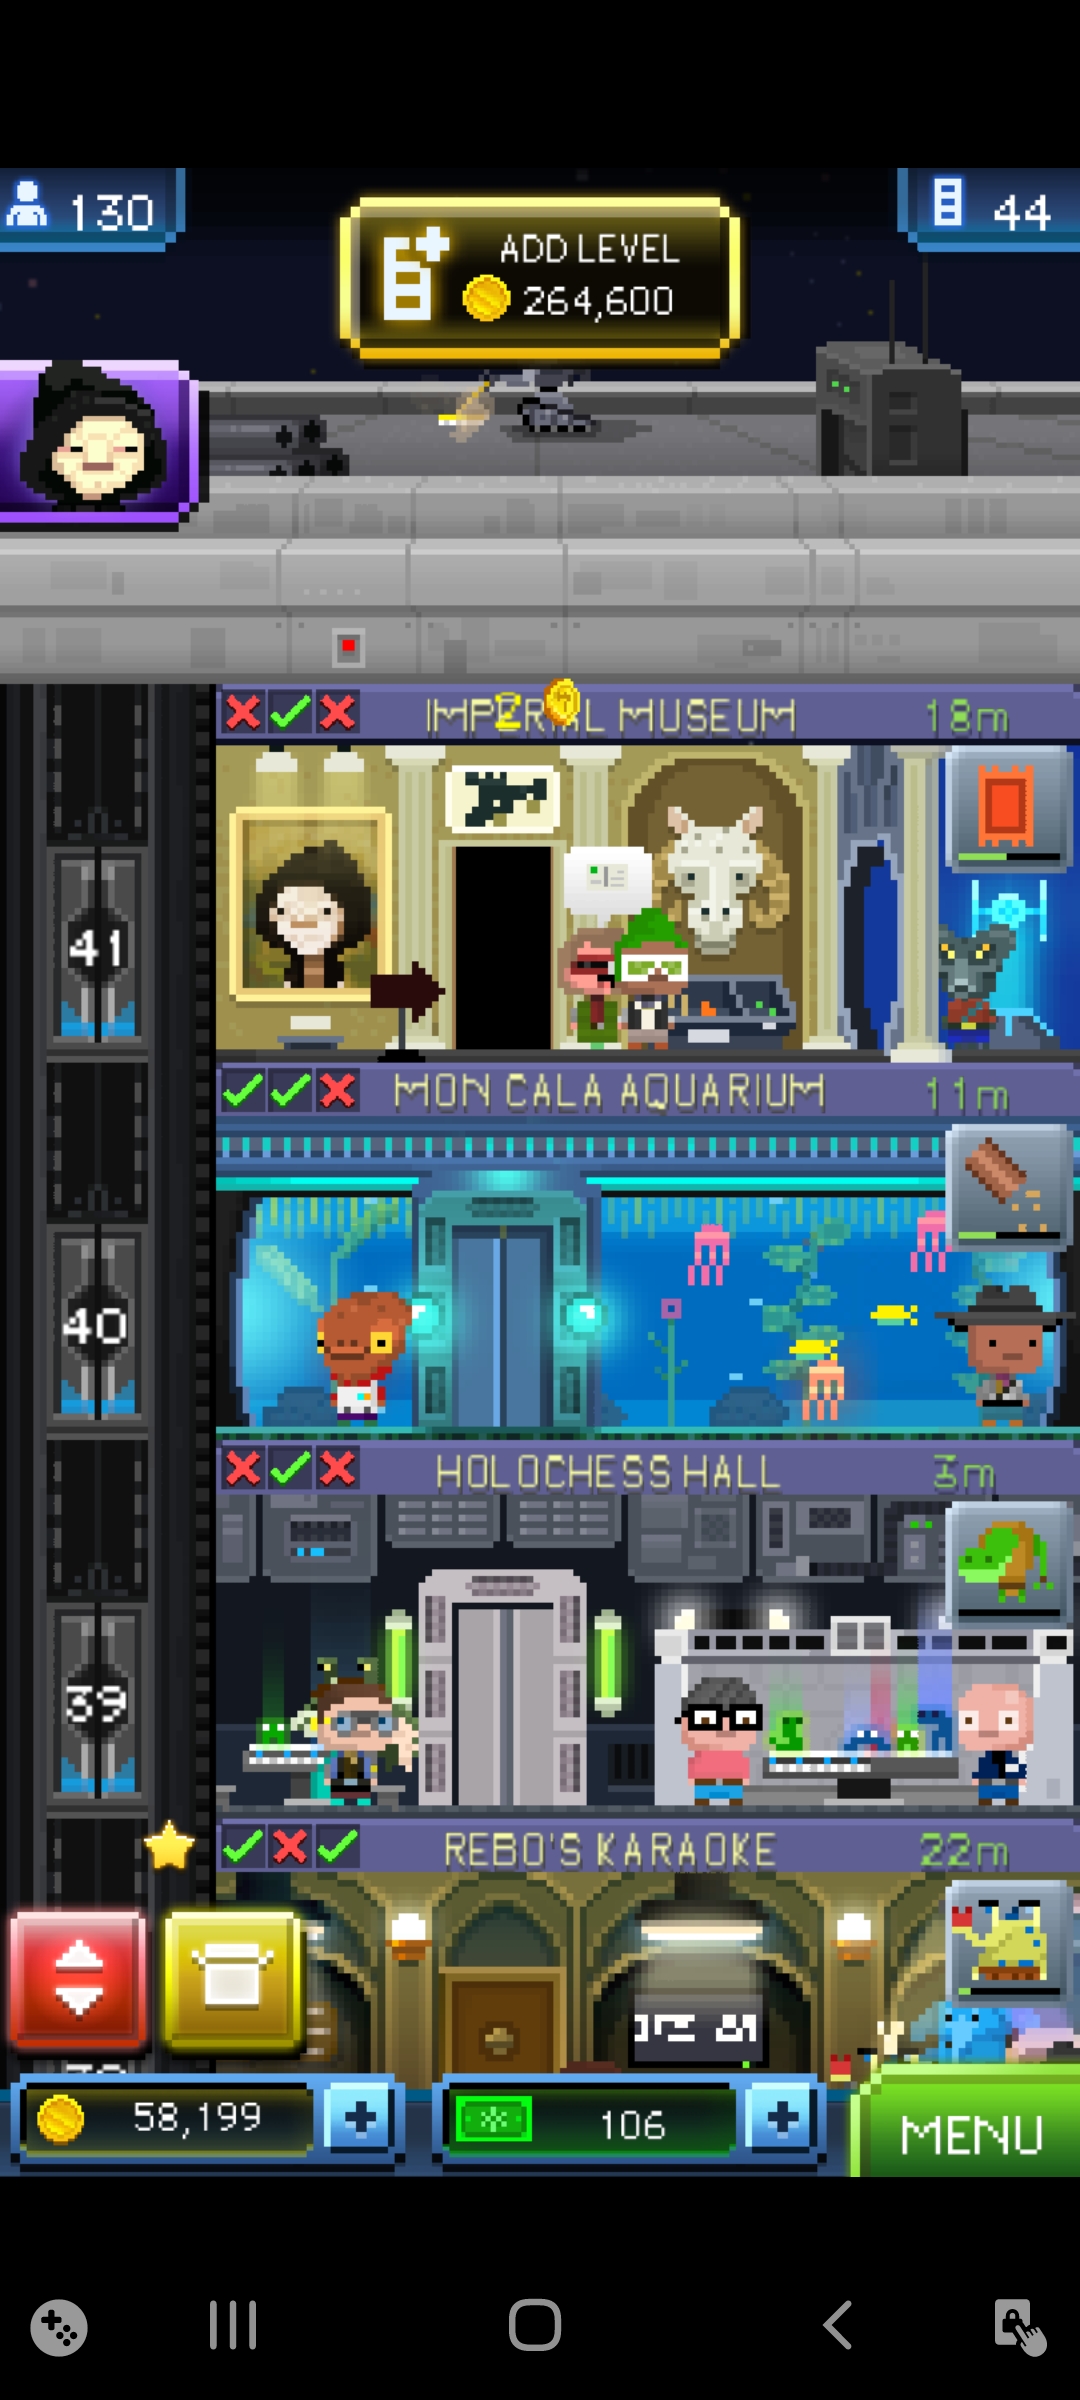 130
ADD LEVEL
264,600
44
IMPERIAL MUSEUM
18m
41
MON CALA AQUARIUM
11m
40
HOLOCHESS HALL
3m
39
REBO'S KARAOKE
22m
58,199
106
MENU